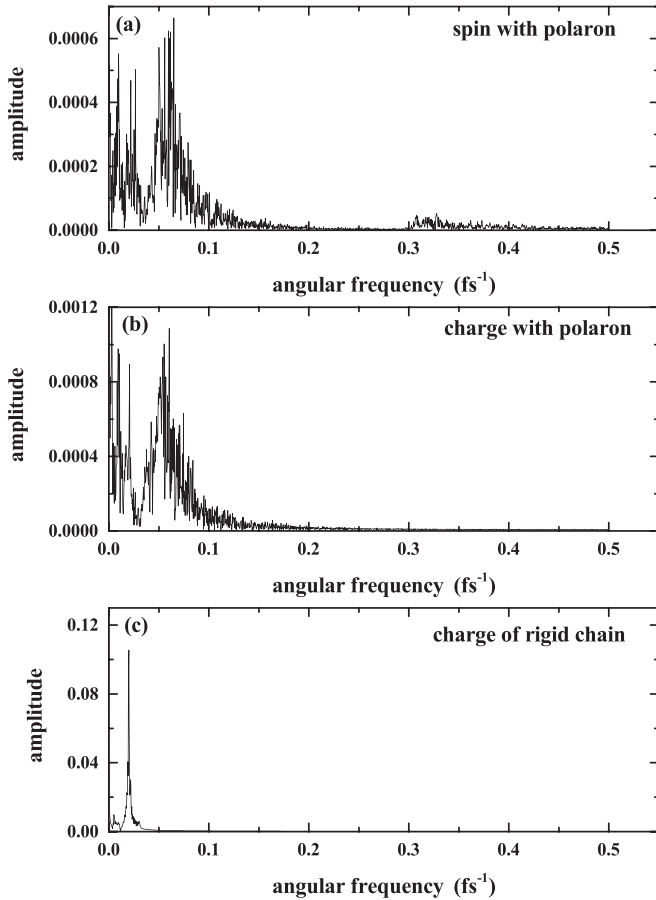 (a)
spin with polaron
0.0006
0.0004
0.0002
0.0000
amplitude
0.0 0.1 0.2 0.3 0.4 0.5
angular frequency (fs⁻¹)
(b)
charge with polaron
0.0012
0.0008
0.0004
0.0000
amplitude
0.0 0.1 0.2 0.3 0.4 0.5
angular frequency (fs⁻¹)
(c)
charge of rigid chain
0.12
0.08
0.04
0.00
amplitude
0.0 0.1 0.2 0.3 0.4 0.5
angular frequency (fs⁻¹)